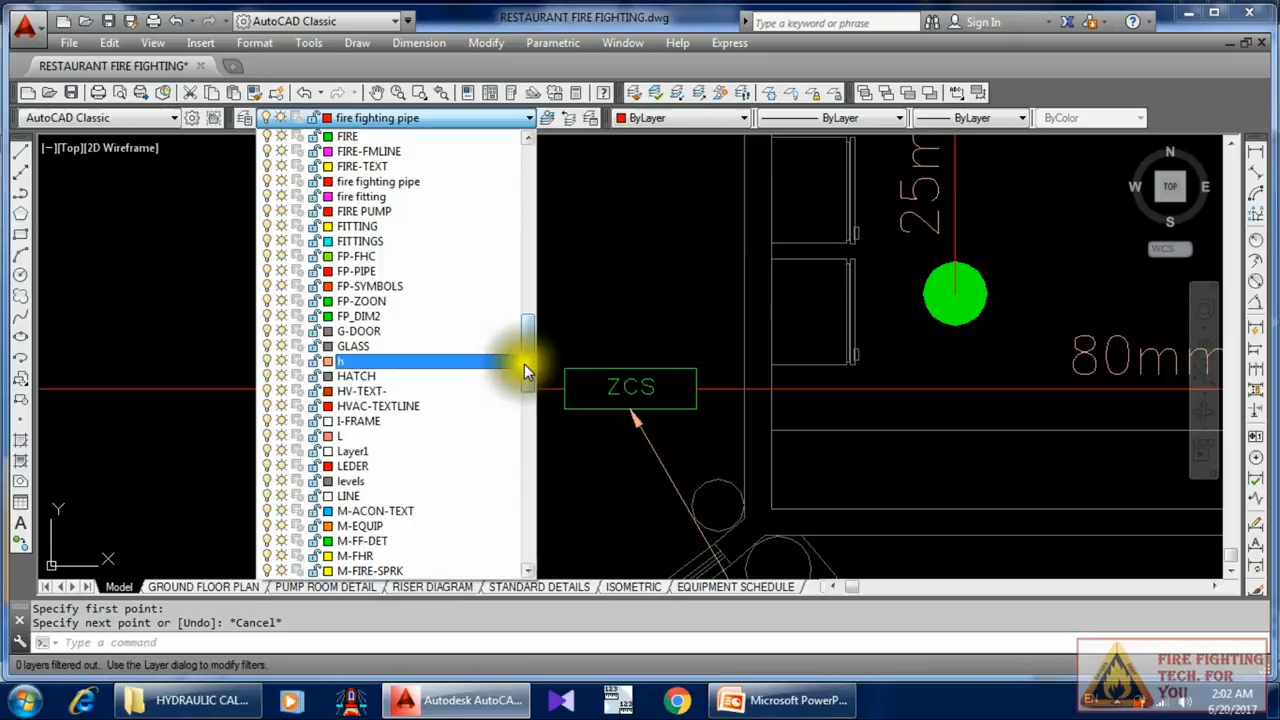 AutoCAD Classic
RESTAURANT FIRE FIGHTING.dwg
Type a keyword or phrase
Sign In
File Edit View Insert Format Tools Draw Dimension Modify Parametric Window Help Express
RESTAURANT FIRE FIGHTING*
AutoCAD Classic
fire fighting pipe
ByLayer
ByLayer
ByLayer
ByColor
[−][Top][2D Wireframe]
FIRE
FIRE-FMLINE
FIRE-TEXT
fire fighting pipe
fire fitting
FIRE PUMP
FITTING
FITTINGS
FP-FHC
FP-PIPE
FP-SYMBOLS
FP-ZOON
FP_DIM2
G-DOOR
GLASS
h
HATCH
HV-TEXT-
HVAC-TEXTLINE
I-FRAME
L
Layer1
LEDER
levels
LINE
M-ACON-TEXT
M-EQUIP
M-FF-DET
M-FHR
M-FIRE-SPRK
ZCS
25m
80mm
N
W
TOP
E
S
WCS
Y
X
Model GROUND FLOOR PLAN PUMP ROOM DETAIL RISER DIAGRAM STANDARD DETAILS ISOMETRIC EQUIPMENT SCHEDULE
Specify first point:
Specify next point or [Undo]: *Cancel*
Type a command
0 layers filtered out. Use the Layer dialog to modify filters.
HYDRAULIC CAL...
Autodesk AutoCA...
Microsoft PowerP...
FIRE FIGHTING
TECH. FOR
YOU
EN
2:02 AM
6/20/2017